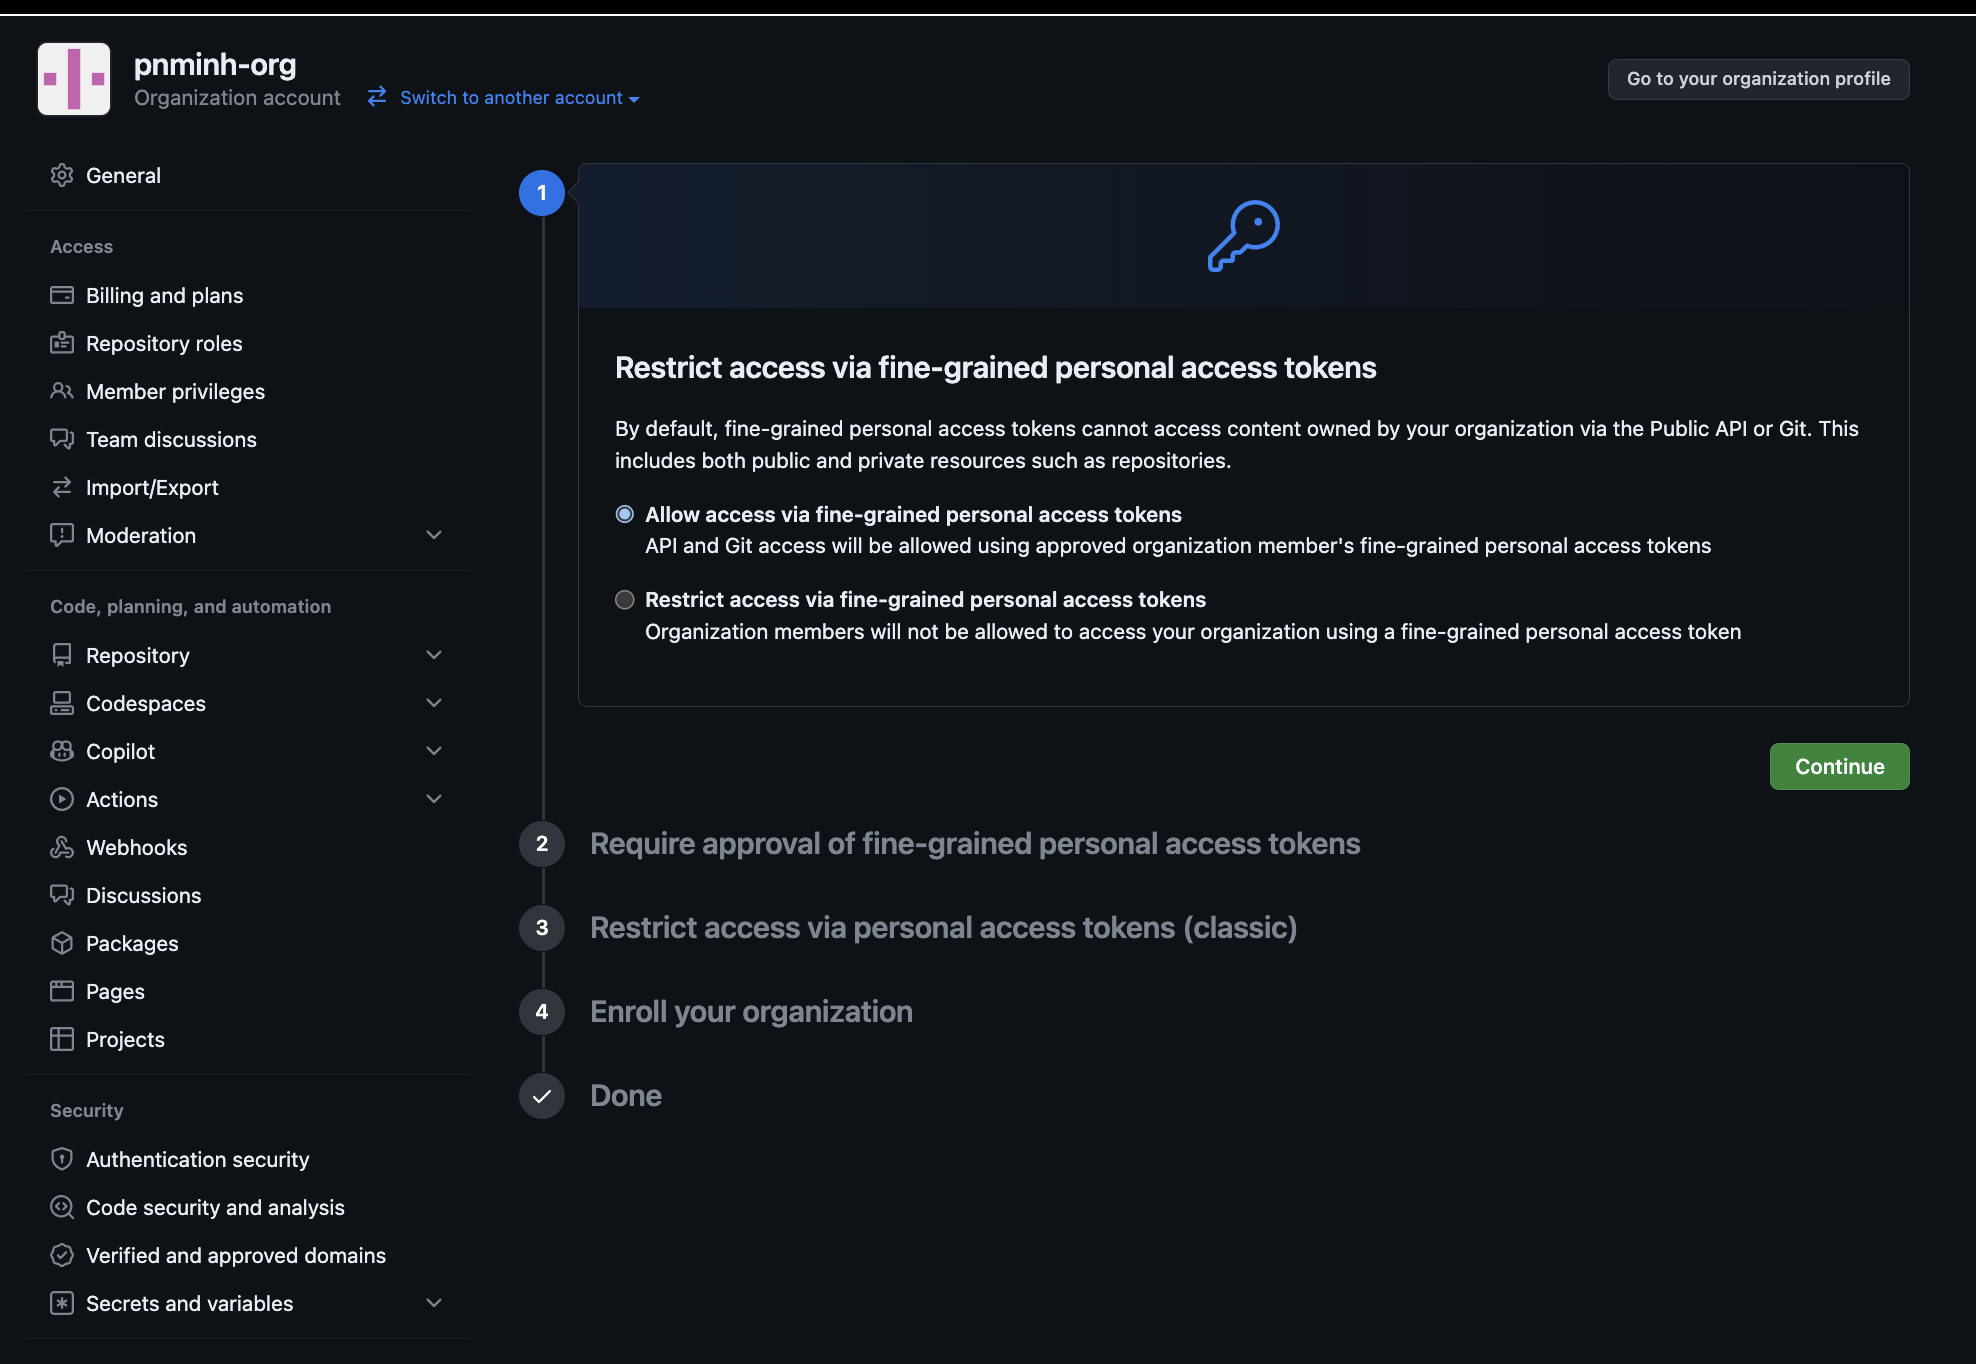 pnminh-org
Organization account
Switch to another account
Go to your organization profile
General
Access
Billing and plans
Repository roles
Member privileges
Team discussions
Import/Export
Moderation
Code, planning, and automation
Repository
Codespaces
Copilot
Actions
Webhooks
Discussions
Packages
Pages
Projects
Security
Authentication security
Code security and analysis
Verified and approved domains
Secrets and variables
1
Restrict access via fine-grained personal access tokens
By default, fine-grained personal access tokens cannot access content owned by your organization via the Public API or Git. This
includes both public and private resources such as repositories.
Allow access via fine-grained personal access tokens
API and Git access will be allowed using approved organization member's fine-grained personal access tokens
Restrict access via fine-grained personal access tokens
Organization members will not be allowed to access your organization using a fine-grained personal access token
Continue
2 Require approval of fine-grained personal access tokens
3 Restrict access via personal access tokens (classic)
4 Enroll your organization
Done